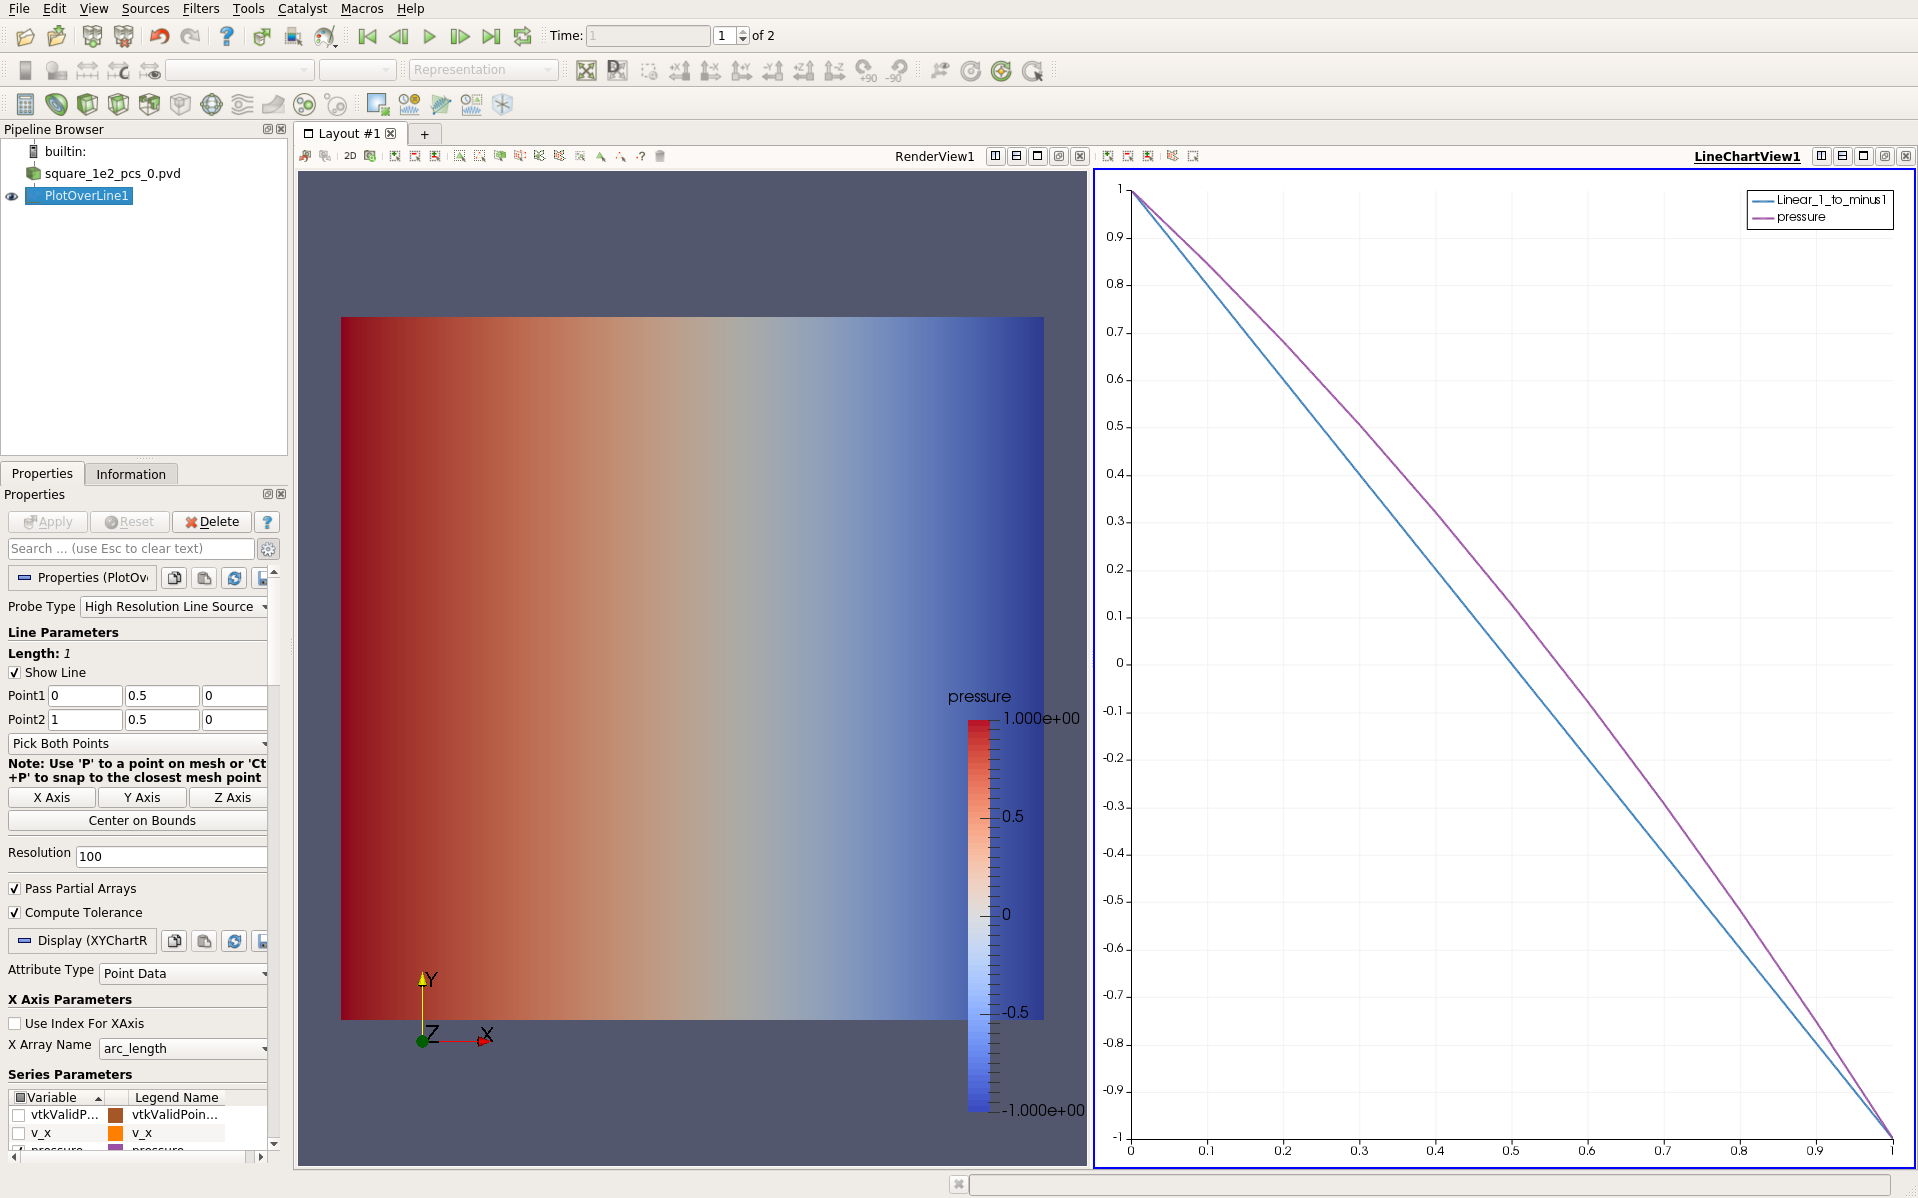 File Edit View Sources Filters Tools Catalyst Macros Help
Time: 1 1 of 2
Representation
+X -X +Y -Y +Z -Z +90 -90
Pipeline Browser
builtin:
square_1e2_pcs_0.pvd
PlotOverLine1
Properties Information
Properties
Apply Reset Delete ?
Search ... (use Esc to clear text)
Properties (PlotOv
Probe Type High Resolution Line Source
Line Parameters
Length: 1
Show Line
Point1 0 0.5 0
Point2 1 0.5 0
Pick Both Points
Note: Use 'P' to a point on mesh or 'Ct
+P' to snap to the closest mesh point
X Axis Y Axis Z Axis
Center on Bounds
Resolution 100
Pass Partial Arrays
Compute Tolerance
Display (XYChartR
Attribute Type Point Data
X Axis Parameters
Use Index For XAxis
X Array Name arc_length
Series Parameters
Variable Legend Name
vtkValidP... vtkValidPoin...
v_x v_x
pressure pressure
Layout #1 +
2D RenderView1
pressure
1.000e+00
0.5
0
-0.5
-1.000e+00
Y
Z X
LineChartView1
Linear_1_to_minus1
pressure
1
0.9
0.8
0.7
0.6
0.5
0.4
0.3
0.2
0.1
0
-0.1
-0.2
-0.3
-0.4
-0.5
-0.6
-0.7
-0.8
-0.9
-1
0 0.1 0.2 0.3 0.4 0.5 0.6 0.7 0.8 0.9 1